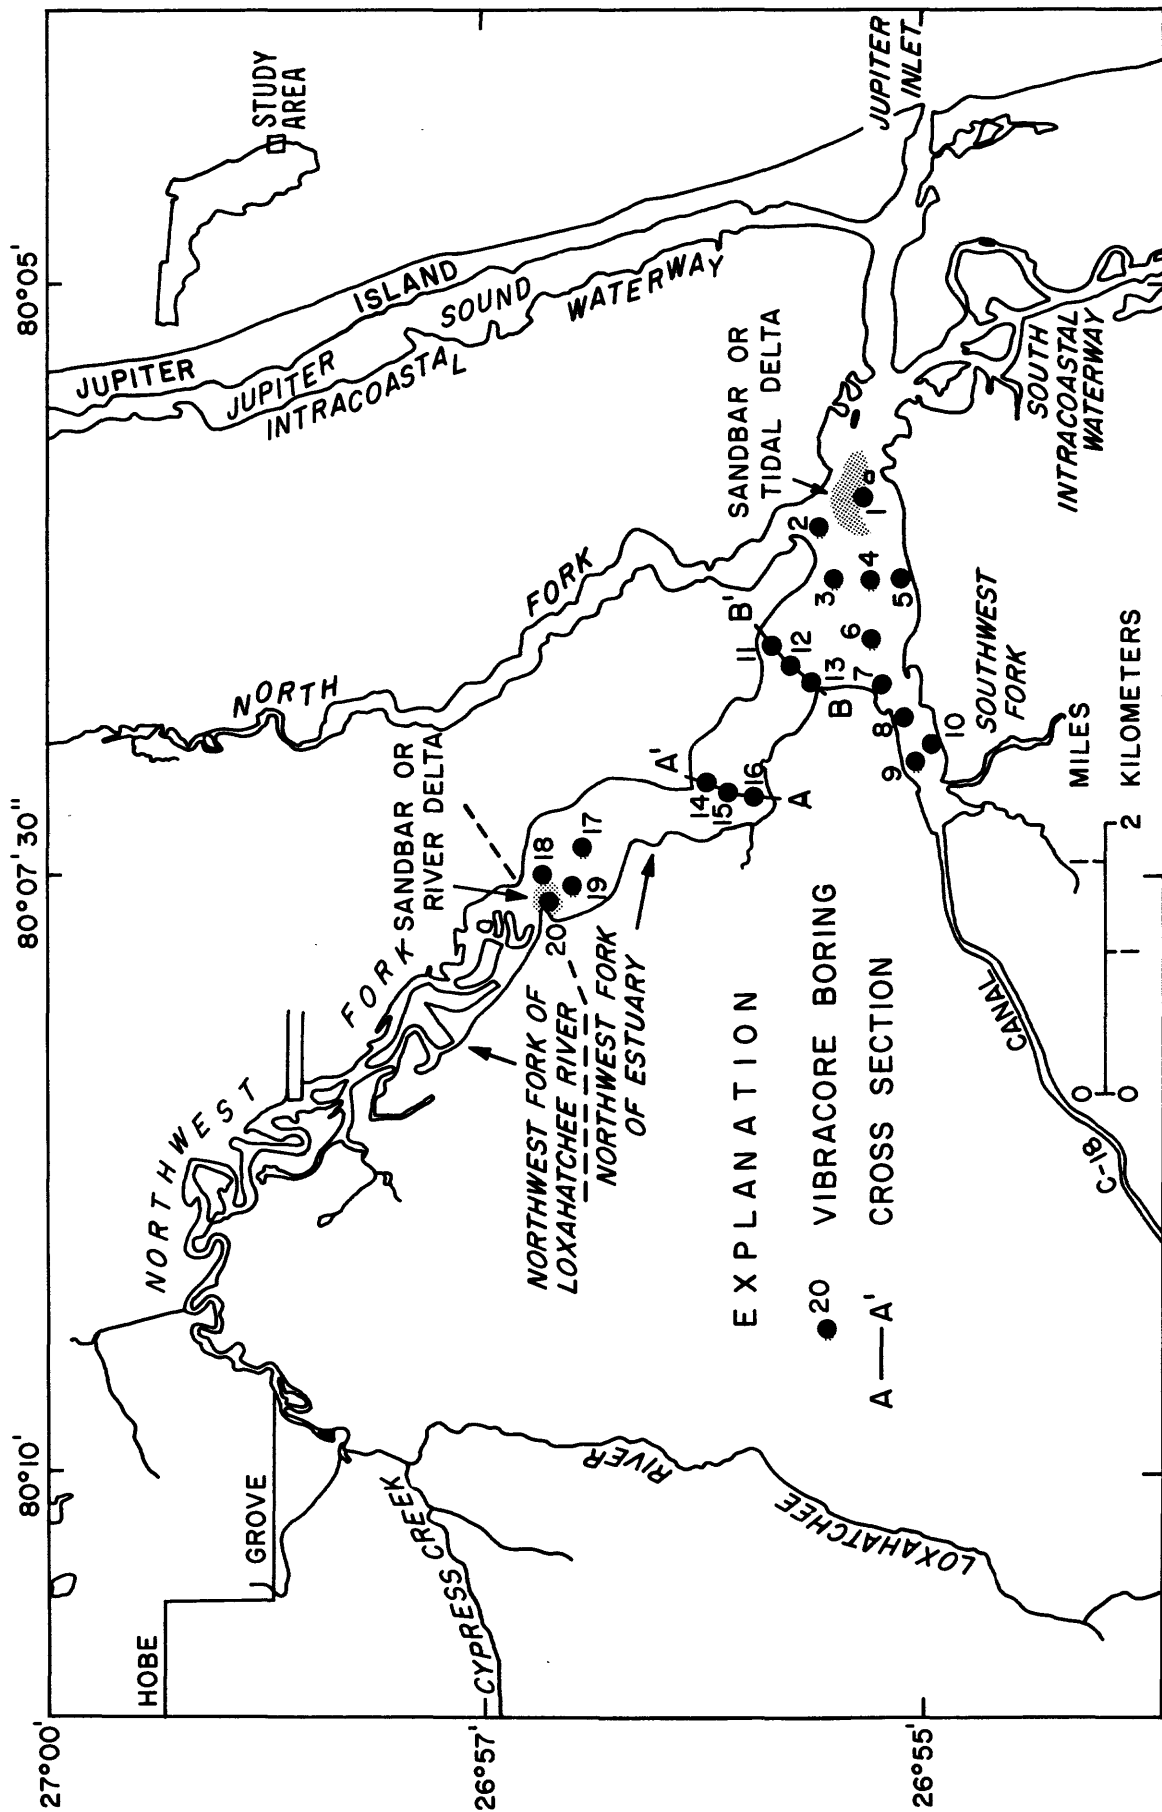 80°10'
80°07'30"
80°05'
27°00'
26°57'
26°55'
HOBE
GROVE
NORTHWEST
FORK
NORTH
FORK
JUPITER
ISLAND
JUPITER
SOUND
INTRACOASTAL
WATERWAY
STUDY
AREA
SANDBAR OR
RIVER DELTA
SANDBAR OR
TIDAL DELTA
JUPITER
INLET
CYPRESS CREEK
NORTHWEST FORK OF
LOXAHATCHEE RIVER
NORTHWEST FORK
OF ESTUARY
20
18
19
17
A'
14
15
16
A
B'
11
12
13
B
2
1
3
4
5
6
7
8
9
10
SOUTHWEST
FORK
SOUTH
INTRACOASTAL
WATERWAY
LOXAHATCHEE
RIVER
C-18
CANAL
EXPLANATION
20 VIBRACORE BORING
A—A' CROSS SECTION
0 1 MILES
0 1 2 KILOMETERS